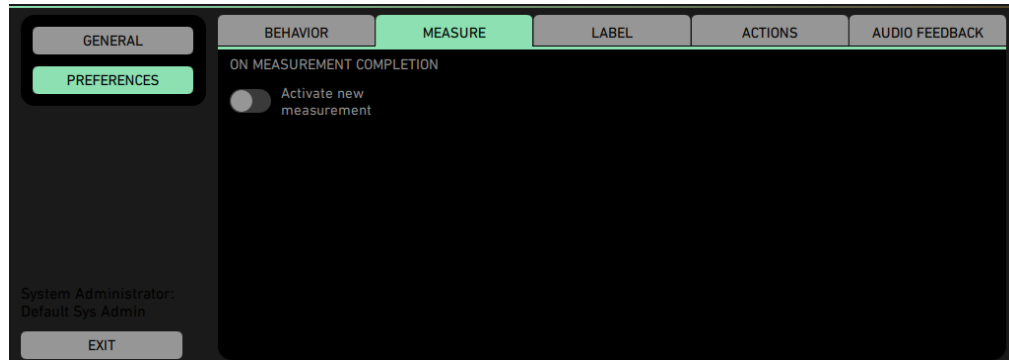 GENERAL
PREFERENCES
BEHAVIOR
MEASURE
LABEL
ACTIONS
AUDIO FEEDBACK
ON MEASUREMENT COMPLETION
Activate new
measurement
System Administrator:
Default Sys Admin
EXIT